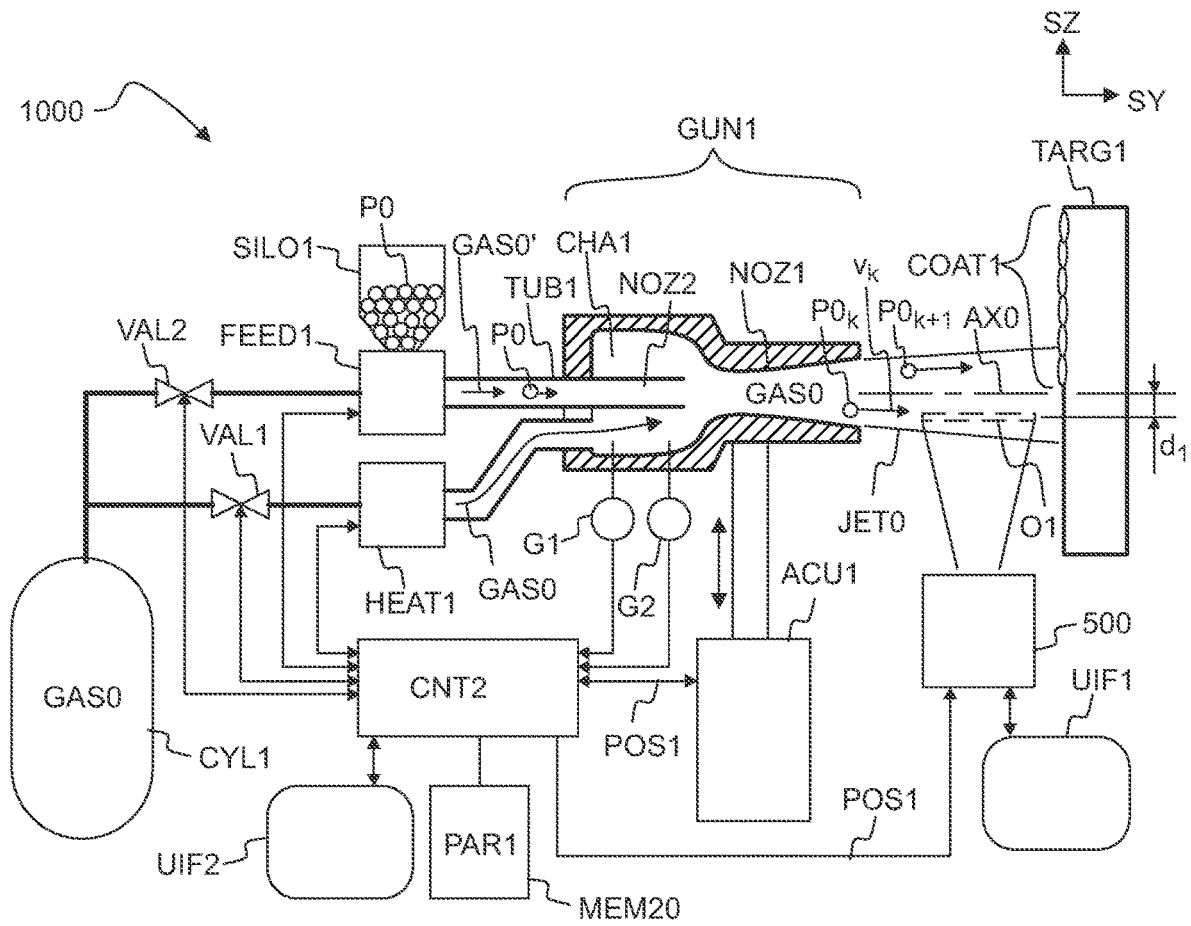 SZ
1000
SY
GUN1
TARG1
P0
SILO1
GAS0'
CHA1
COAT1
vk
NOZ1
NOZ2
TUB1
P0k
P0k+1
AX0
VAL2
FEED1
P0
GAS0
VAL1
d1
JET0
O1
G1
GAS0
ACU1
HEAT1
G2
500
CNT2
UIF1
GAS0
POS1
CYL1
POS1
PAR1
UIF2
MEM20